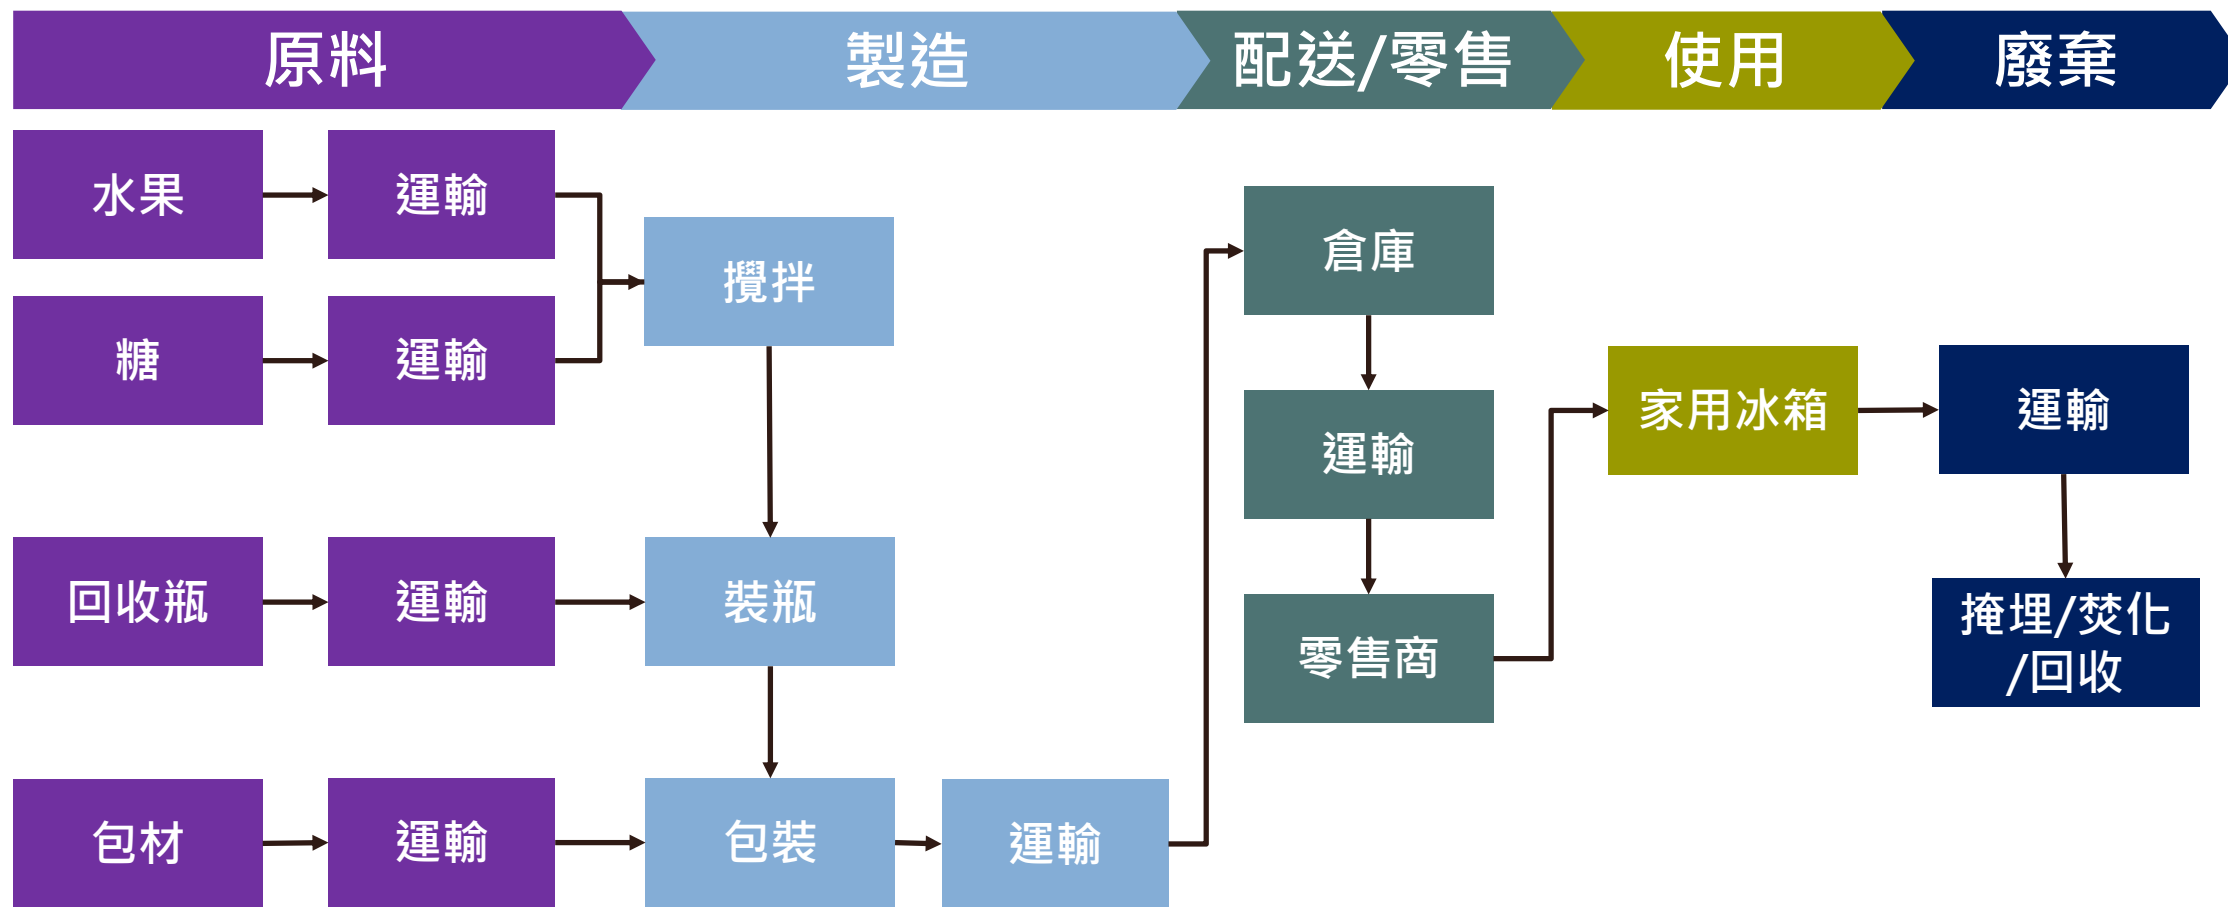 原料
製造
配送/零售
使用
廢棄
水果
運輸
糖
運輸
攪拌
回收瓶
運輸
裝瓶
包材
運輸
包裝
運輸
倉庫
運輸
零售商
家用冰箱
運輸
掩埋/焚化
/回收